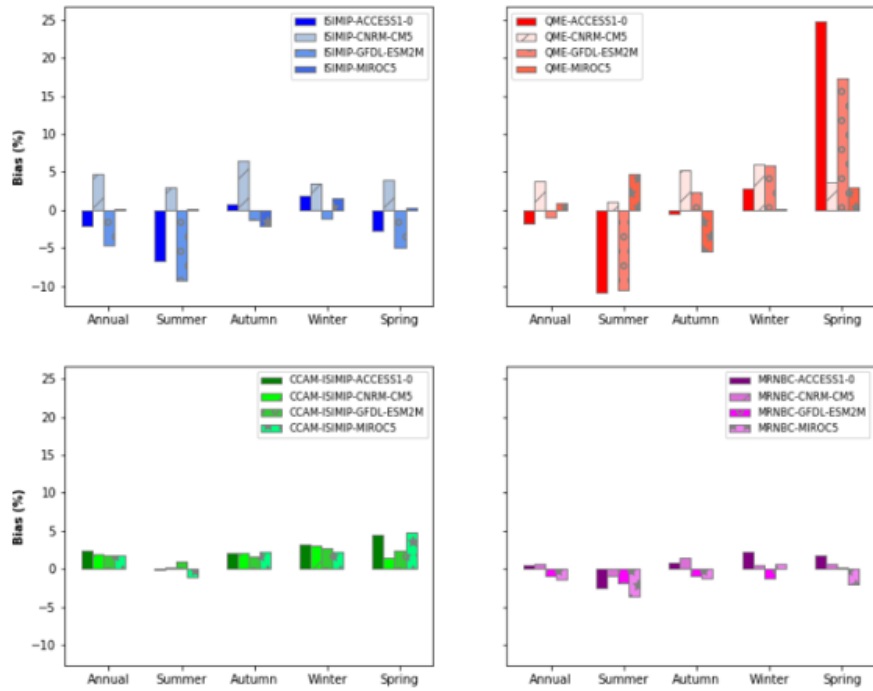 25
20
15
10
5
0
−5
−10
Bias (%)
ISIMIP-ACCESS1-0
ISIMIP-CNRM-CM5
ISIMIP-GFDL-ESM2M
ISIMIP-MIROC5
Annual Summer Autumn Winter Spring
QME-ACCESS1-0
QME-CNRM-CM5
QME-GFDL-ESM2M
QME-MIROC5
Annual Summer Autumn Winter Spring
25
20
15
10
5
0
−5
−10
Bias (%)
CCAM-ISIMIP-ACCESS1-0
CCAM-ISIMIP-CNRM-CM5
CCAM-ISIMIP-GFDL-ESM2M
CCAM-ISIMIP-MIROC5
Annual Summer Autumn Winter Spring
MRNBC-ACCESS1-0
MRNBC-CNRM-CM5
MRNBC-GFDL-ESM2M
MRNBC-MIROC5
Annual Summer Autumn Winter Spring